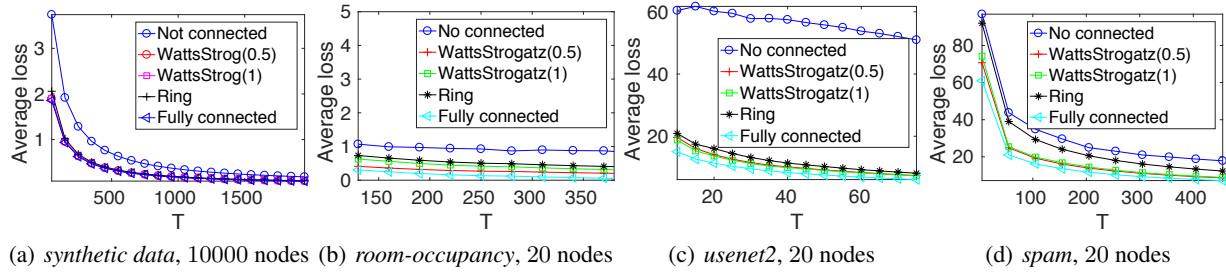 Average loss
3
2
1
500
1000
1500
T
Not connected
WattsStrog(0.5)
WattsStrog(1)
Ring
Fully connected
(a) synthetic data, 10000 nodes
Average loss
5
4
3
2
1
0
150
200
250
300
350
T
No connected
WattsStrogatz(0.5)
WattsStrogatz(1)
Ring
Fully connected
(b) room-occupancy, 20 nodes
Average loss
60
40
20
20
40
60
T
No connected
WattsStrogatz(0.5)
WattsStrogatz(1)
Ring
Fully connected
(c) usenet2, 20 nodes
Average loss
80
60
40
20
100
200
300
400
T
No connected
WattsStrogatz(0.5)
WattsStrogatz(1)
Ring
Fully connected
(d) spam, 20 nodes